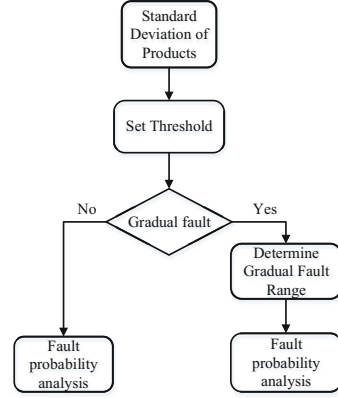 Standard
Deviation of
Products
Set Threshold
Gradual fault
No
Yes
Determine
Gradual Fault
Range
Fault
probability
analysis
Fault
probability
analysis